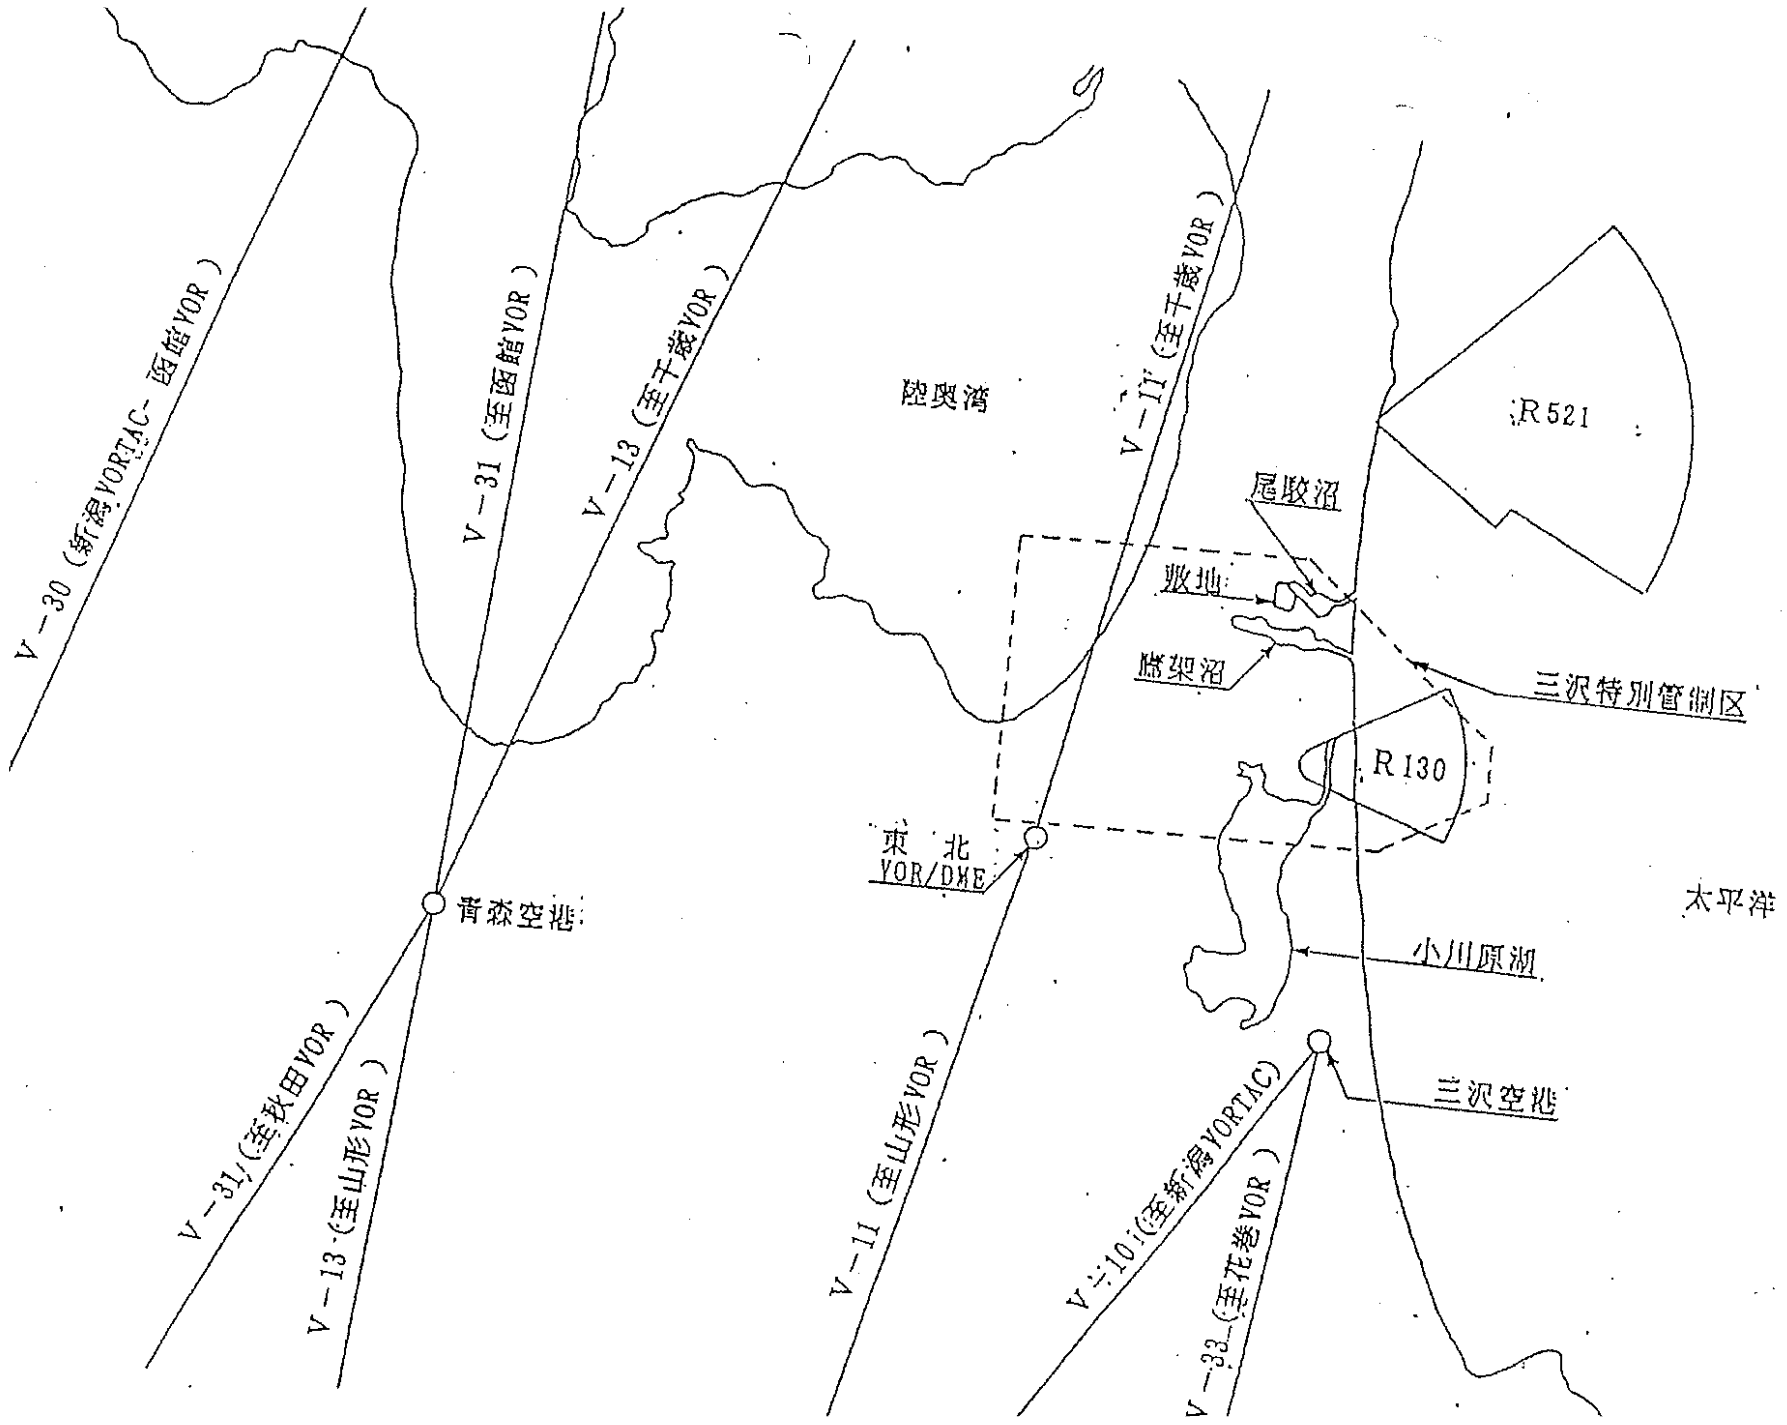 V-30 (新潟VORTAC-函館VOR)
V-31 (至函館VOR)
V-13 (至千歳VOR)
V-11 (至千歳VOR)
陸奥湾
R521
尾駮沼
敷地
鷹架沼
三沢特別管制区
R130
東北
VOR/DME
青森空港
太平洋
小川原湖
三沢空港
V-31 (至秋田VOR)
V-13 (至山形VOR)
V-11 (至山形VOR)
V-10 (至新潟VORTAC)
V-33 (至花巻VOR)